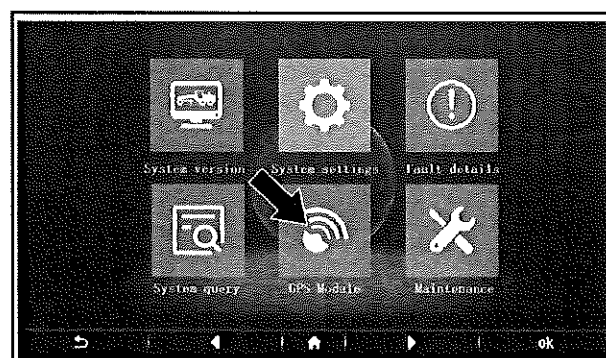 System version System settings Fault details
System query GPS Module Maintenance
ok